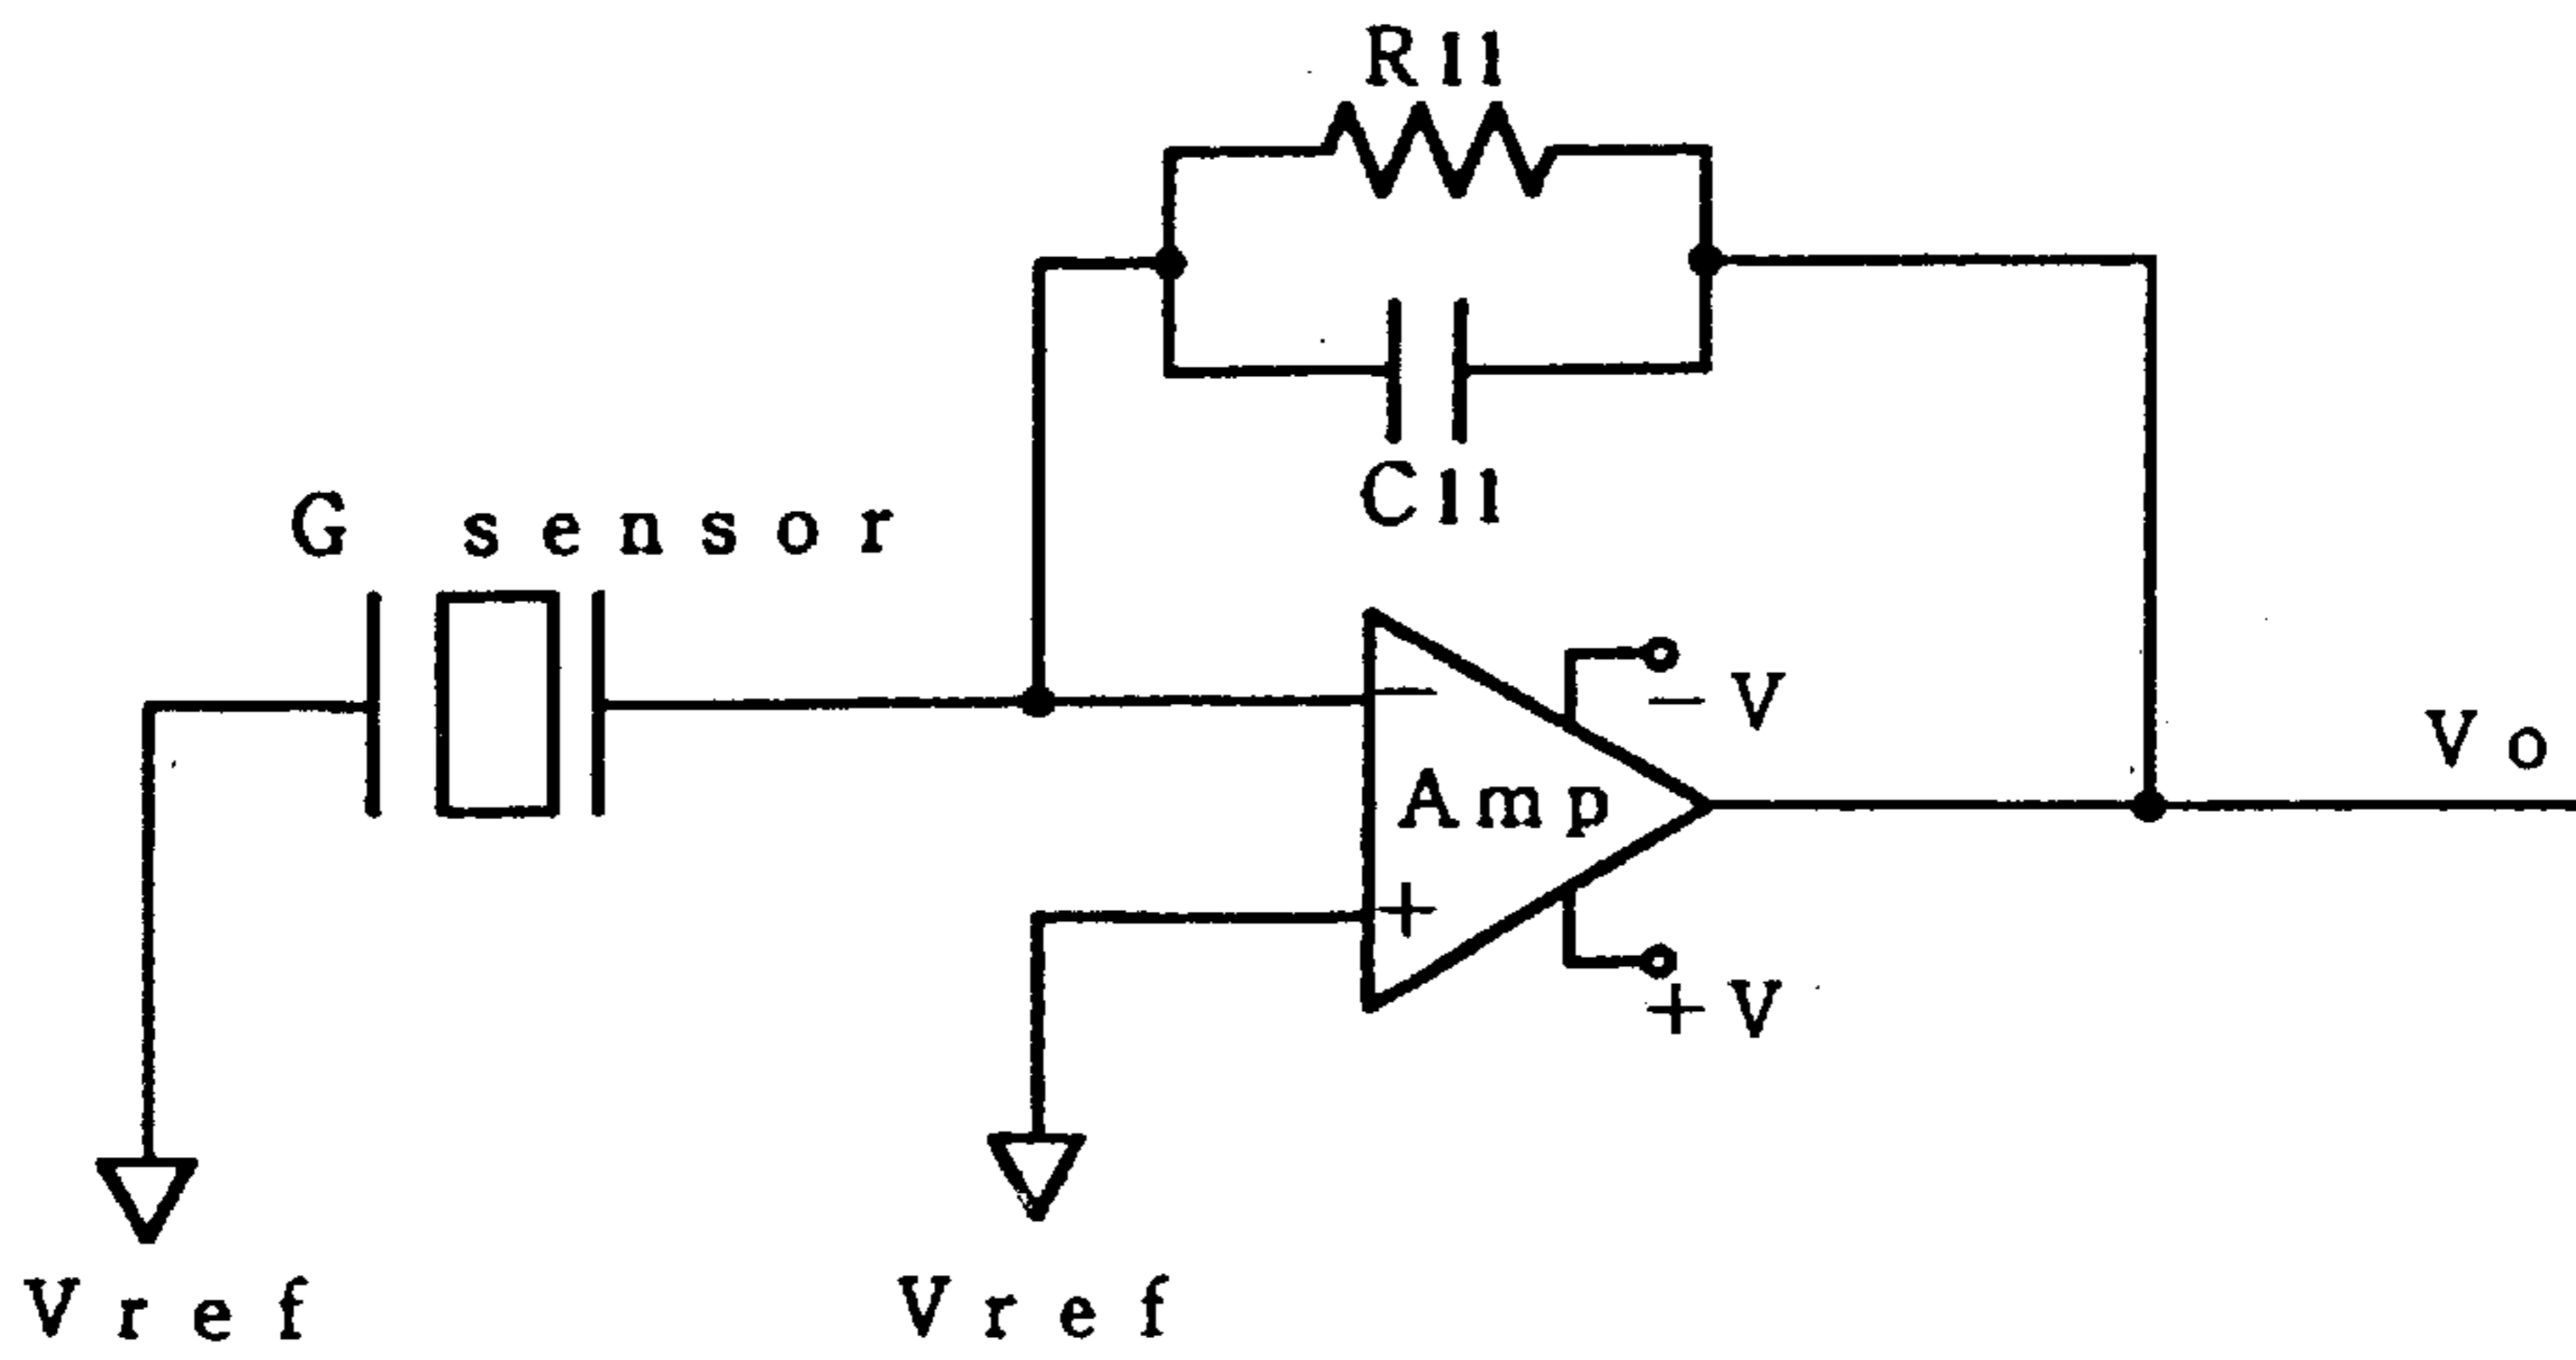 R11
C11
G sensor
−
− V
Amp
Vo
+
+ V
Vref
Vref